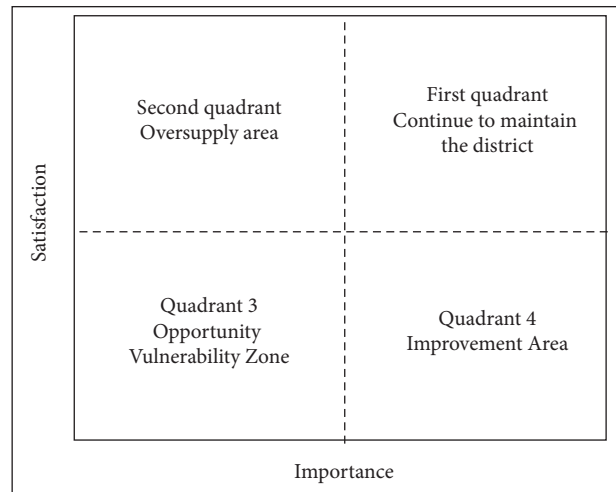 Second quadrant
Oversupply area
First quadrant
Continue to maintain
the district
Satisfaction
Quadrant 3
Opportunity
Vulnerability Zone
Quadrant 4
Improvement Area
Importance